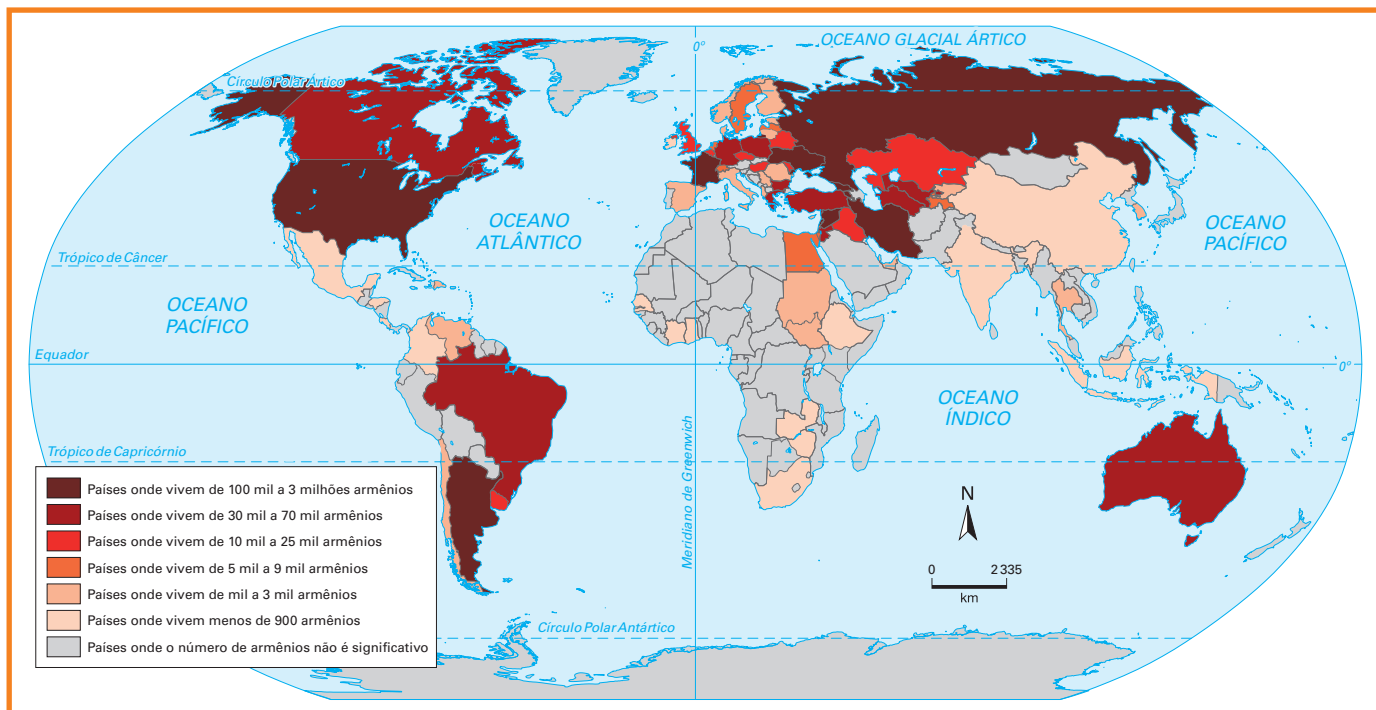 OCEANO GLACIAL ÁRTICO
0º
Círculo Polar Ártico
OCEANO
ATLÂNTICO
OCEANO
PACÍFICO
Trópico de Câncer
OCEANO
PACÍFICO
Equador
0º
OCEANO
ÍNDICO
Trópico de Capricórnio
Meridiano de Greenwich
N
0 2 335
km
Países onde vivem de 100 mil a 3 milhões armênios
Países onde vivem de 30 mil a 70 mil armênios
Países onde vivem de 10 mil a 25 mil armênios
Países onde vivem de 5 mil a 9 mil armênios
Países onde vivem de mil a 3 mil armênios
Países onde vivem menos de 900 armênios
Países onde o número de armênios não é significativo
Círculo Polar Antártico